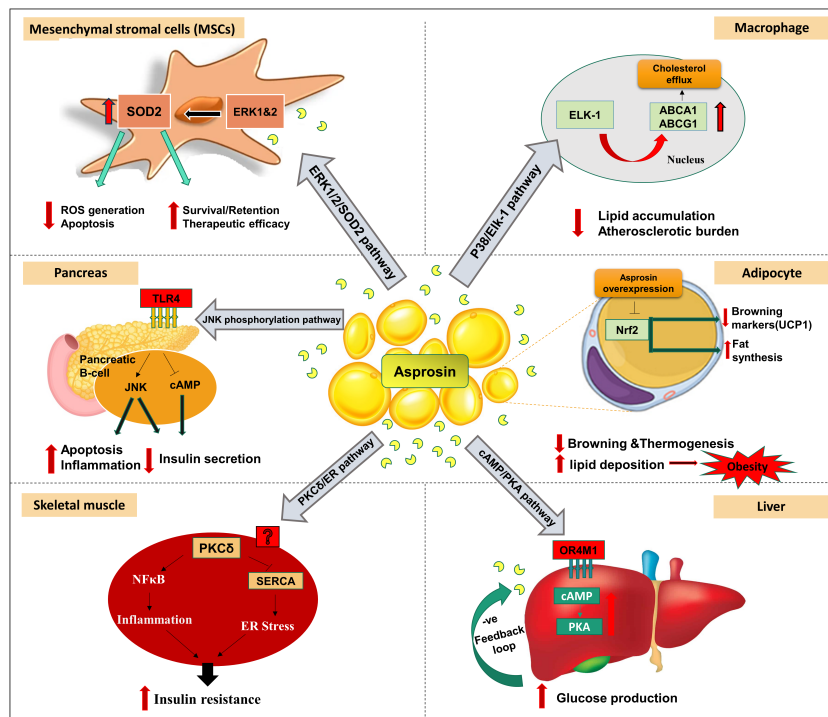 Mesenchymal stromal cells (MSCs)
SOD2
ERK1&2
ROS generation
Apoptosis
Survival/Retention
Therapeutic efficacy
ERK1/2/SOD2 pathway
Macrophage
Cholesterol
efflux
ELK-1
ABCA1
ABCG1
Nucleus
Lipid accumulation
Atherosclerotic burden
P38/Elk-1 pathway
Pancreas
TLR4
JNK phosphorylation pathway
Pancreatic
B-cell
JNK
cAMP
Apoptosis
Inflammation
Insulin secretion
Asprosin
Adipocyte
Asprosin
overexpression
Nrf2
Browning
markers(UCP1)
Fat
synthesis
Browning &Thermogenesis
lipid deposition
Obesity
Skeletal muscle
PKCδ/ER pathway
?
PKCδ
NFκB
SERCA
Inflammation
ER Stress
Insulin resistance
cAMP/PKA pathway
Liver
OR4M1
cAMP
PKA
-ve
Feedback
loop
Glucose production